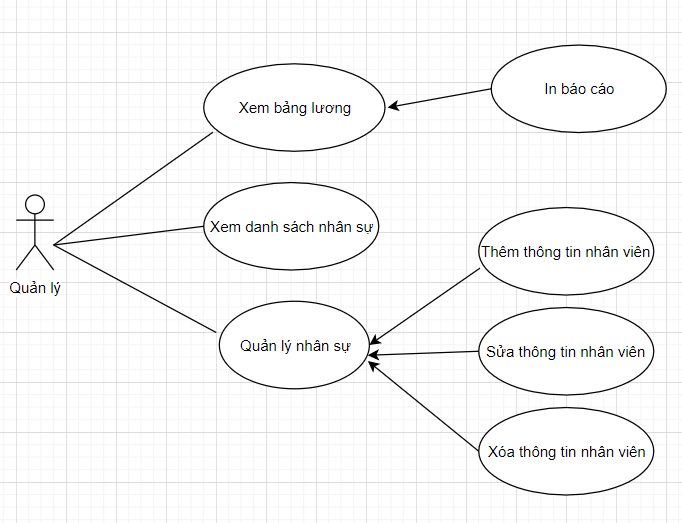 Xem bảng lương
In báo cáo
Xem danh sách nhân sự
Thêm thông tin nhân viên
Quản lý
Quản lý nhân sự
Sửa thông tin nhân viên
Xóa thông tin nhân viên